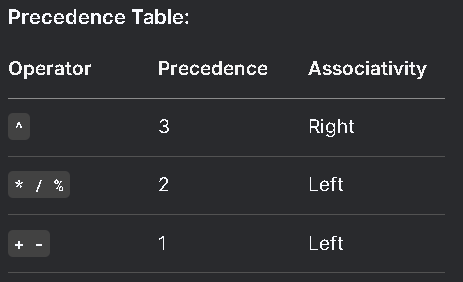 Precedence Table:
Operator Precedence Associativity
^ 3 Right
* / % 2 Left
+ - 1 Left